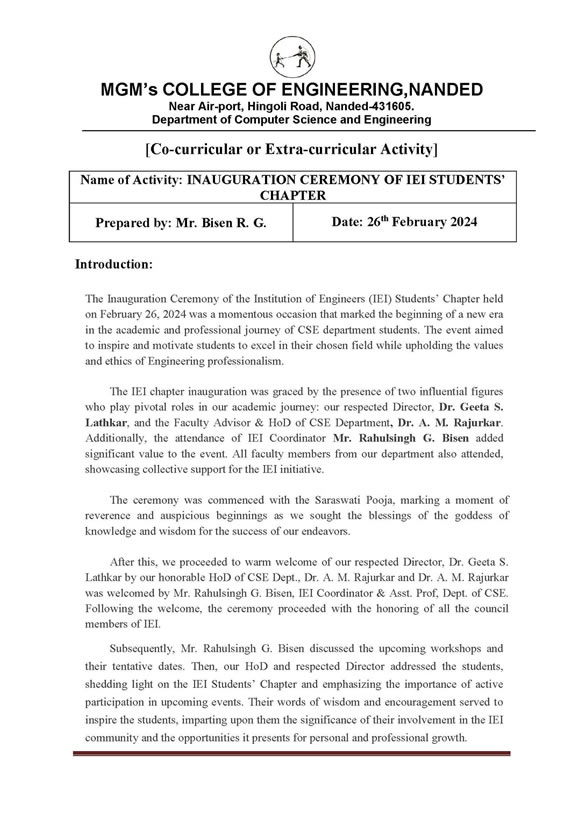 MGM's COLLEGE OF ENGINEERING,NANDED
Near Air-port, Hingoli Road, Nanded-431605.
Department of Computer Science and Engineering
[Co-curricular or Extra-curricular Activity]
Name of Activity: INAUGURATION CEREMONY OF IEI STUDENTS'
CHAPTER
Prepared by: Mr. Bisen R. G.
Date: 26th February 2024
Introduction:
The Inauguration Ceremony of the Institution of Engineers (IEI) Students' Chapter held
on February 26, 2024 was a momentous occasion that marked the beginning of a new era
in the academic and professional journey of CSE department students. The event aimed
to inspire and motivate students to excel in their chosen field while upholding the values
and ethics of Engineering professionalism.
The IEI chapter inauguration was graced by the presence of two influential figures
who play pivotal roles in our academic journey: our respected Director, Dr. Geeta S.
Lathkar, and the Faculty Advisor & HoD of CSE Department, Dr. A. M. Rajurkar.
Additionally, the attendance of IEI Coordinator Mr. Rahulsingh G. Bisen added
significant value to the event. All faculty members from our department also attended,
showcasing collective support for the IEI initiative.
The ceremony was commenced with the Saraswati Pooja, marking a moment of
reverence and auspicious beginnings as we sought the blessings of the goddess of
knowledge and wisdom for the success of our endeavors.
After this, we proceeded to warm welcome of our respected Director, Dr. Geeta S.
Lathkar by our honorable HoD of CSE Dept., Dr. A. M. Rajurkar and Dr. A. M. Rajurkar
was welcomed by Mr. Rahulsingh G. Bisen, IEI Coordinator & Asst. Prof, Dept. of CSE.
Following the welcome, the ceremony proceeded with the honoring of all the council
members of IEI.
Subsequently, Mr. Rahulsingh G. Bisen discussed the upcoming workshops and
their tentative dates. Then, our HoD and respected Director addressed the students,
shedding light on the IEI Students' Chapter and emphasizing the importance of active
participation in upcoming events. Their words of wisdom and encouragement served to
inspire the students, imparting upon them the significance of their involvement in the IEI
community and the opportunities it presents for personal and professional growth.